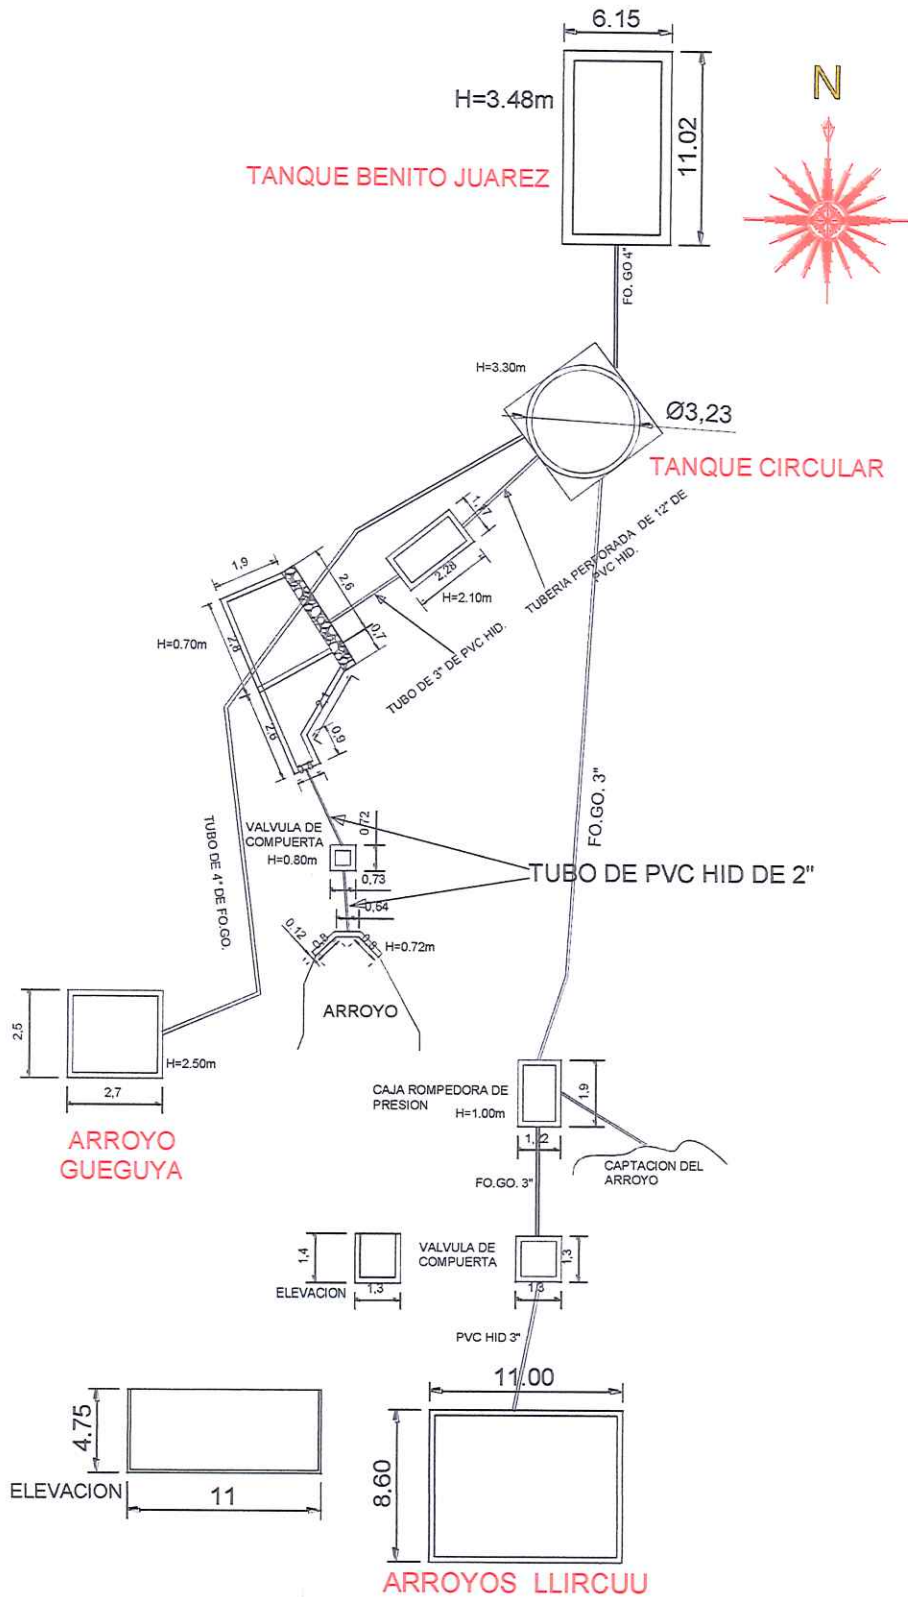 6.15
N
H=3.48m
11.02
TANQUE BENITO JUAREZ
FO. GO 4"
H=3.30m
Ø3,23
TANQUE CIRCULAR
TUBERIA PERFORADA DE 12" DE
PVC HID.
2,28
H=2.10m
1,9
2,6
0,7
H=0.70m
2,8
TUBO DE 3" DE PVC HID.
2,6
0,9
FO.GO. 3"
0,72
VALVULA DE
COMPUERTA
H=0.80m
0,73
TUBO DE PVC HID DE 2"
TUBO DE 4" DE FO.GO.
0,64
0.12
0,8
0,8
H=0.72m
ARROYO
2,5
H=2.50m
2,7
CAJA ROMPEDORA DE
PRESION
H=1.00m
1,9
ARROYO
GUEGUYA
CAPTACION DEL
ARROYO
FO.GO. 3"
1,4
VALVULA DE
COMPUERTA
1,3
ELEVACION
1,3
1,3
PVC HID 3"
11.00
4.75
ELEVACION
11
8.60
ARROYOS LLIRCUU